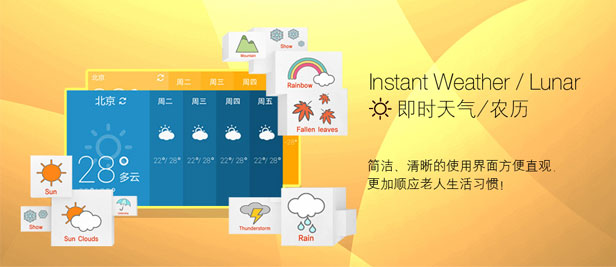 Mountain
Show
Rainbow
Fallen leaves
北京
周二
周三
周四
北京
周二
周三
周四
周五
28°
多云
22°/28°
22°/28°
22°/28°
22°/28°
Sun
Show
Sun Clouds
Thunderstorm
Rain
Instant Weather / Lunar
即时天气/农历
简洁、清晰的使用界面方便直观，
更加顺应老人生活习惯！